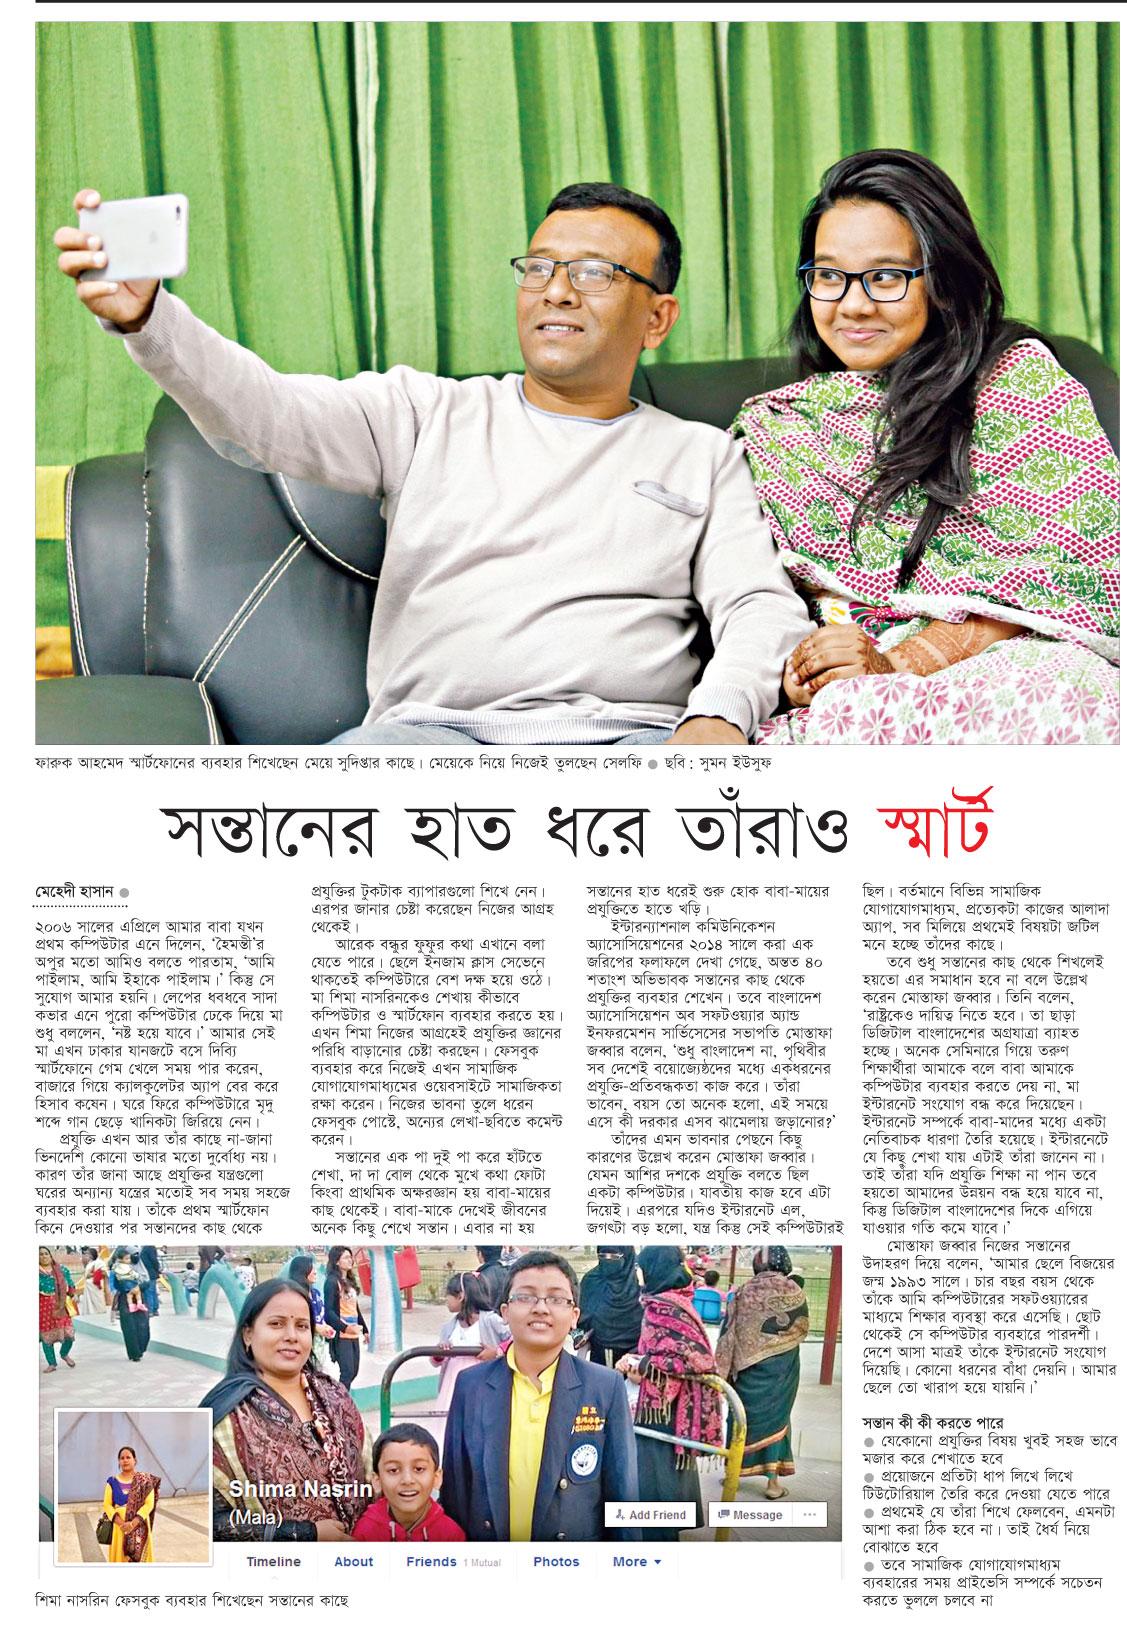 ফারুক আহমেদ স্মার্টফোনের ব্যবহার শিখেছেন মেয়ে সুদিপ্তার কাছে। মেয়েকে নিয়ে নিজেই তুলছেন সেলফি ● ছবি: সুমন ইউসুফ
সন্তানের হাত ধরে তাঁরাও স্মার্ট
মেহেদী হাসান ●
২০০৬ সালের এপ্রিলে আমার বাবা যখন
প্রথম কম্পিউটার এনে দিলেন, ‘হৈমন্তী’র
অপুর মতো আমিও বলতে পারতাম, ‘আমি
পাইলাম, আমি ইহাকে পাইলাম।’ কিন্তু সে
সুযোগ আমার হয়নি। লেপের ধবধবে সাদা
কভার এনে পুরো কম্পিউটার ঢেকে দিয়ে মা
শুধু বললেন, ‘নষ্ট হয়ে যাবে।’ আমার সেই
মা এখন ঢাকার যানজটে বসে দিব্যি
স্মার্টফোনে গেম খেলে সময় পার করেন,
বাজারে গিয়ে ক্যালকুলেটর অ্যাপ বের করে
হিসাব কষেন। ঘরে ফিরে কম্পিউটারে মৃদু
শব্দে গান ছেড়ে খানিকটা জিরিয়ে নেন।
প্রযুক্তি এখন আর তাঁর কাছে না-জানা
ভিনদেশি কোনো ভাষার মতো দুর্বোধ্য নয়।
কারণ তাঁর জানা আছে প্রযুক্তির যন্ত্রগুলো
ঘরের অন্যান্য যন্ত্রের মতোই সব সময় সহজে
ব্যবহার করা যায়। তাঁকে প্রথম স্মার্টফোন
কিনে দেওয়ার পর সন্তানদের কাছ থেকে
প্রযুক্তির টুকটাক ব্যাপারগুলো শিখে নেন।
এরপর জানার চেষ্টা করেছেন নিজের আগ্রহ
থেকেই।
আরেক বন্ধুর ফুফুর কথা এখানে বলা
যেতে পারে। ছেলে ইনজাম ক্লাস সেভেনে
থাকতেই কম্পিউটারে বেশ দক্ষ হয়ে ওঠে।
মা শিমা নাসরিনকেও শেখায় কীভাবে
কম্পিউটার ও স্মার্টফোন ব্যবহার করতে হয়।
এখন শিমা নিজের আগ্রহেই প্রযুক্তির জ্ঞানের
পরিধি বাড়ানোর চেষ্টা করছেন। ফেসবুক
ব্যবহার করে নিজেই এখন সামাজিক
যোগাযোগমাধ্যমের ওয়েবসাইটে সামাজিকতা
রক্ষা করেন। নিজের ভাবনা তুলে ধরেন
ফেসবুক পোস্টে, অন্যের লেখা-ছবিতে কমেন্ট
করেন।
সন্তানের এক পা দুই পা করে হাঁটতে
শেখা, দা দা বোল থেকে মুখে কথা ফোটা
কিংবা প্রাথমিক অক্ষরজ্ঞান হয় বাবা-মায়ের
কাছ থেকেই। বাবা-মাকে দেখেই জীবনের
অনেক কিছু শেখে সন্তান। এবার না হয়
সন্তানের হাত ধরেই শুরু হোক বাবা-মায়ের
প্রযুক্তিতে হাতে খড়ি।
ইন্টারন্যাশনাল কমিউনিকেশন
অ্যাসোসিয়েশনের ২০১৪ সালে করা এক
জরিপের ফলাফলে দেখা গেছে, অন্তত ৪০
শতাংশ অভিভাবক সন্তানের কাছ থেকে
প্রযুক্তির ব্যবহার শেখেন। তবে বাংলাদেশ
অ্যাসোসিয়েশন অব সফটওয়্যার অ্যান্ড
ইনফরমেশন সার্ভিসেসের সভাপতি মোস্তাফা
জব্বার বলেন, ‘শুধু বাংলাদেশ না, পৃথিবীর
সব দেশেই বয়োজ্যেষ্ঠদের মধ্যে একধরনের
প্রযুক্তি-প্রতিবন্ধকতা কাজ করে। তাঁরা
ভাবেন, বয়স তো অনেক হলো, এই সময়ে
এসে কী দরকার এসব ঝামেলায় জড়ানোর?’
তাঁদের এমন ভাবনার পেছনে কিছু
কারণের উল্লেখ করেন মোস্তাফা জব্বার।
যেমন আশির দশকে প্রযুক্তি বলতে ছিল
একটা কম্পিউটার। যাবতীয় কাজ হবে এটা
দিয়েই। এরপরে যদিও ইন্টারনেট এল,
জগৎটা বড় হলো, যন্ত্র কিন্তু সেই কম্পিউটারই
ছিল। বর্তমানে বিভিন্ন সামাজিক
যোগাযোগমাধ্যম, প্রত্যেকটা কাজের আলাদা
অ্যাপ, সব মিলিয়ে প্রথমেই বিষয়টা জটিল
মনে হচ্ছে তাঁদের কাছে।
তবে শুধু সন্তানের কাছ থেকে শিখলেই
হয়তো এর সমাধান হবে না বলে উল্লেখ
করেন মোস্তাফা জব্বার। তিনি বলেন,
‘রাষ্ট্রকেও দায়িত্ব নিতে হবে। তা ছাড়া
ডিজিটাল বাংলাদেশের অগ্রযাত্রা ব্যাহত
হচ্ছে। অনেক সেমিনারে গিয়ে তরুণ
শিক্ষার্থীরা আমাকে বলে বাবা আমাকে
কম্পিউটার ব্যবহার করতে দেয় না, মা
ইন্টারনেট সংযোগ বন্ধ করে দিয়েছেন।
ইন্টারনেট সম্পর্কে বাবা-মাদের মধ্যে একটা
নেতিবাচক ধারণা তৈরি হয়েছে। ইন্টারনেটে
যে কিছু শেখা যায় এটাই তাঁরা জানেন না।
তাই তাঁরা যদি প্রযুক্তি শিক্ষা না পান তবে
হয়তো আমাদের উন্নয়ন বন্ধ হয়ে যাবে না,
কিন্তু ডিজিটাল বাংলাদেশের দিকে এগিয়ে
যাওয়ার গতি কমে যাবে।’
মোস্তাফা জব্বার নিজের সন্তানের
উদাহরণ দিয়ে বলেন, ‘আমার ছেলে বিজয়ের
জন্ম ১৯৯৩ সালে। চার বছর বয়স থেকে
তাঁকে আমি কম্পিউটারের সফটওয়্যারের
মাধ্যমে শিক্ষার ব্যবস্থা করে এসেছি। ছোট
থেকেই সে কম্পিউটার ব্যবহারে পারদর্শী।
দেশে আসা মাত্রই তাঁকে ইন্টারনেট সংযোগ
দিয়েছি। কোনো ধরনের বাঁধা দেয়নি। আমার
ছেলে তো খারাপ হয়ে যায়নি।’
সন্তান কী কী করতে পারে
● যেকোনো প্রযুক্তির বিষয় খুবই সহজ ভাবে
মজার করে শেখাতে হবে
● প্রয়োজনে প্রতিটা ধাপ লিখে লিখে
টিউটোরিয়াল তৈরি করে দেওয়া যেতে পারে
● প্রথমেই যে তাঁরা শিখে ফেলবেন, এমনটা
আশা করা ঠিক হবে না। তাই ধৈর্য নিয়ে
বোঝাতে হবে
● তবে সামাজিক যোগাযোগমাধ্যম
ব্যবহারের সময় প্রাইভেসি সম্পর্কে সচেতন
করতে ভুললে চলবে না
Shima Nasrin
(Mala)
Add Friend
Message
Timeline About Friends 1 Mutual Photos More
শিমা নাসরিন ফেসবুক ব্যবহার শিখেছেন সন্তানের কাছে